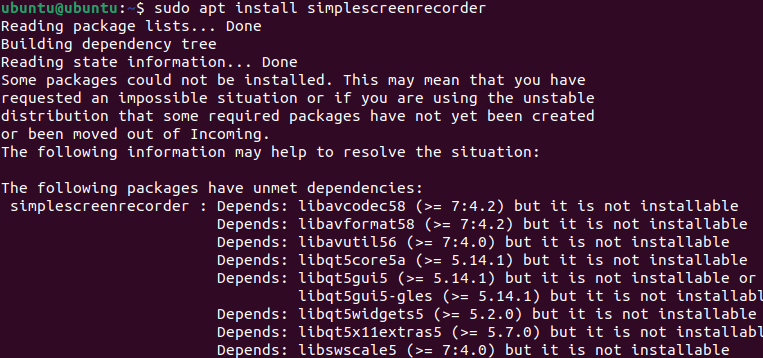 ubuntu@ubuntu:~$ sudo apt install simplescreenrecorder
Reading package lists... Done
Building dependency tree
Reading state information... Done
Some packages could not be installed. This may mean that you have
requested an impossible situation or if you are using the unstable
distribution that some required packages have not yet been created
or been moved out of Incoming.
The following information may help to resolve the situation:

The following packages have unmet dependencies:
 simplescreenrecorder : Depends: libavcodec58 (>= 7:4.2) but it is not installable
                        Depends: libavformat58 (>= 7:4.2) but it is not installable
                        Depends: libavutil56 (>= 7:4.0) but it is not installable
                        Depends: libqt5core5a (>= 5.14.1) but it is not installable
                        Depends: libqt5gui5 (>= 5.14.1) but it is not installable or
                                 libqt5gui5-gles (>= 5.14.1) but it is not installabl
                        Depends: libqt5widgets5 (>= 5.2.0) but it is not installable
                        Depends: libqt5x11extras5 (>= 5.7.0) but it is not installabl
                        Depends: libswscale5 (>= 7:4.0) but it is not installable